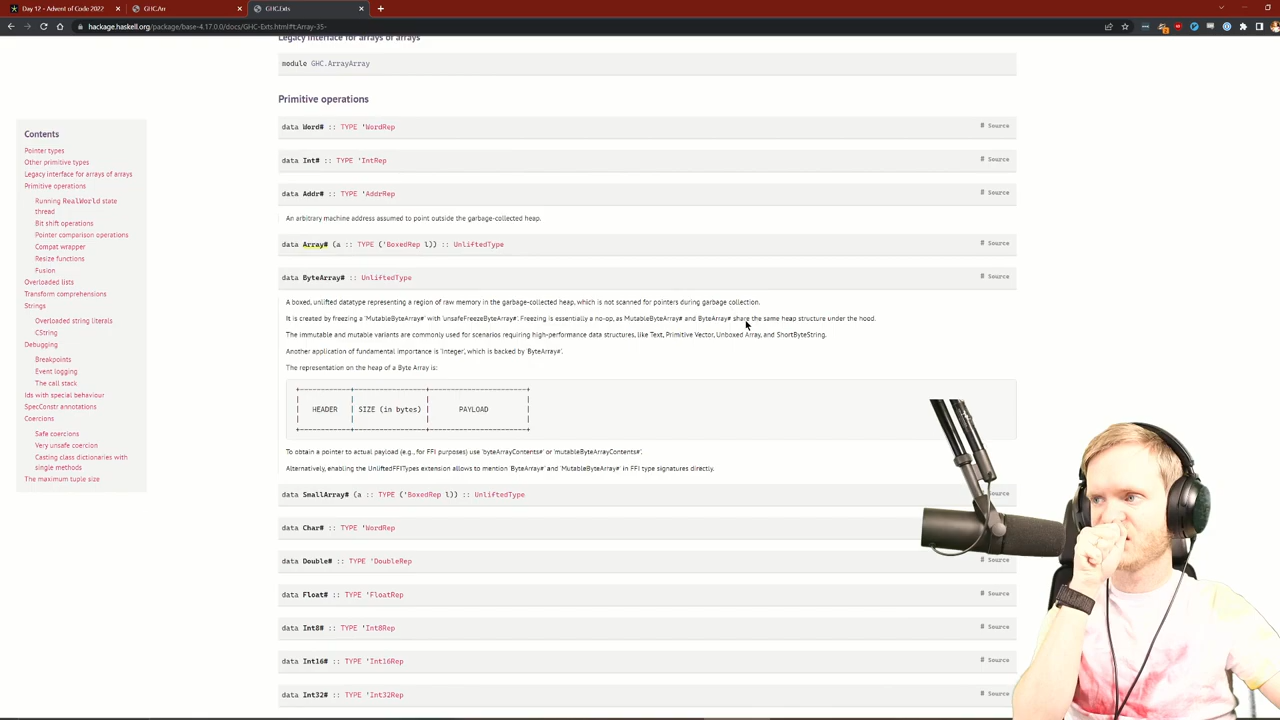 Day 12 - Advent of Code 2022
GHC.Arr
GHC.Exts
hackage.haskell.org/package/base-4.17.0.0/docs/GHC-Exts.html#t:Array-35-
Legacy interface for arrays of arrays
module GHC.ArrayArray
Primitive operations
data Word# :: TYPE 'WordRep
# Source
data Int# :: TYPE 'IntRep
# Source
data Addr# :: TYPE 'AddrRep
# Source
An arbitrary machine address assumed to point outside the garbage-collected heap.
data Array# (a :: TYPE ('BoxedRep l)) :: UnliftedType
# Source
data ByteArray# :: UnliftedType
# Source
A boxed, unlifted datatype representing a region of raw memory in the garbage-collected heap, which is not scanned for pointers during garbage collection.
It is created by freezing a 'MutableByteArray#' with 'unsafeFreezeByteArray#'. Freezing is essentially a no-op, as MutableByteArray# and ByteArray# share the same heap structure under the hood.
The immutable and mutable variants are commonly used for scenarios requiring high-performance data structures, like Text, Primitive Vector, Unboxed Array, and ShortByteString.
Another application of fundamental importance is 'Integer', which is backed by 'ByteArray#'.
The representation on the heap of a Byte Array is:
HEADER | SIZE (in bytes) | PAYLOAD
To obtain a pointer to actual payload (e.g., for FFI purposes) use 'byteArrayContents#' or 'mutableByteArrayContents#'.
Alternatively, enabling the UnliftedFFITypes extension allows to mention 'ByteArray#' and 'MutableByteArray#' in FFI type signatures directly.
data SmallArray# (a :: TYPE ('BoxedRep l)) :: UnliftedType
# Source
data Char# :: TYPE 'WordRep
data Double# :: TYPE 'DoubleRep
# Source
data Float# :: TYPE 'FloatRep
# Source
data Int8# :: TYPE 'Int8Rep
# Source
data Int16# :: TYPE 'Int16Rep
# Source
data Int32# :: TYPE 'Int32Rep
# Source
Contents
Pointer types
Other primitive types
Legacy interface for arrays of arrays
Primitive operations
Running RealWorld state
thread
Bit shift operations
Pointer comparison operations
Compat wrapper
Resize functions
Fusion
Overloaded lists
Transform comprehensions
Strings
Overloaded string literals
CString
Debugging
Breakpoints
Event logging
The call stack
Ids with special behaviour
SpecConstr annotations
Coercions
Safe coercions
Very unsafe coercion
Casting class dictionaries with
single methods
The maximum tuple size